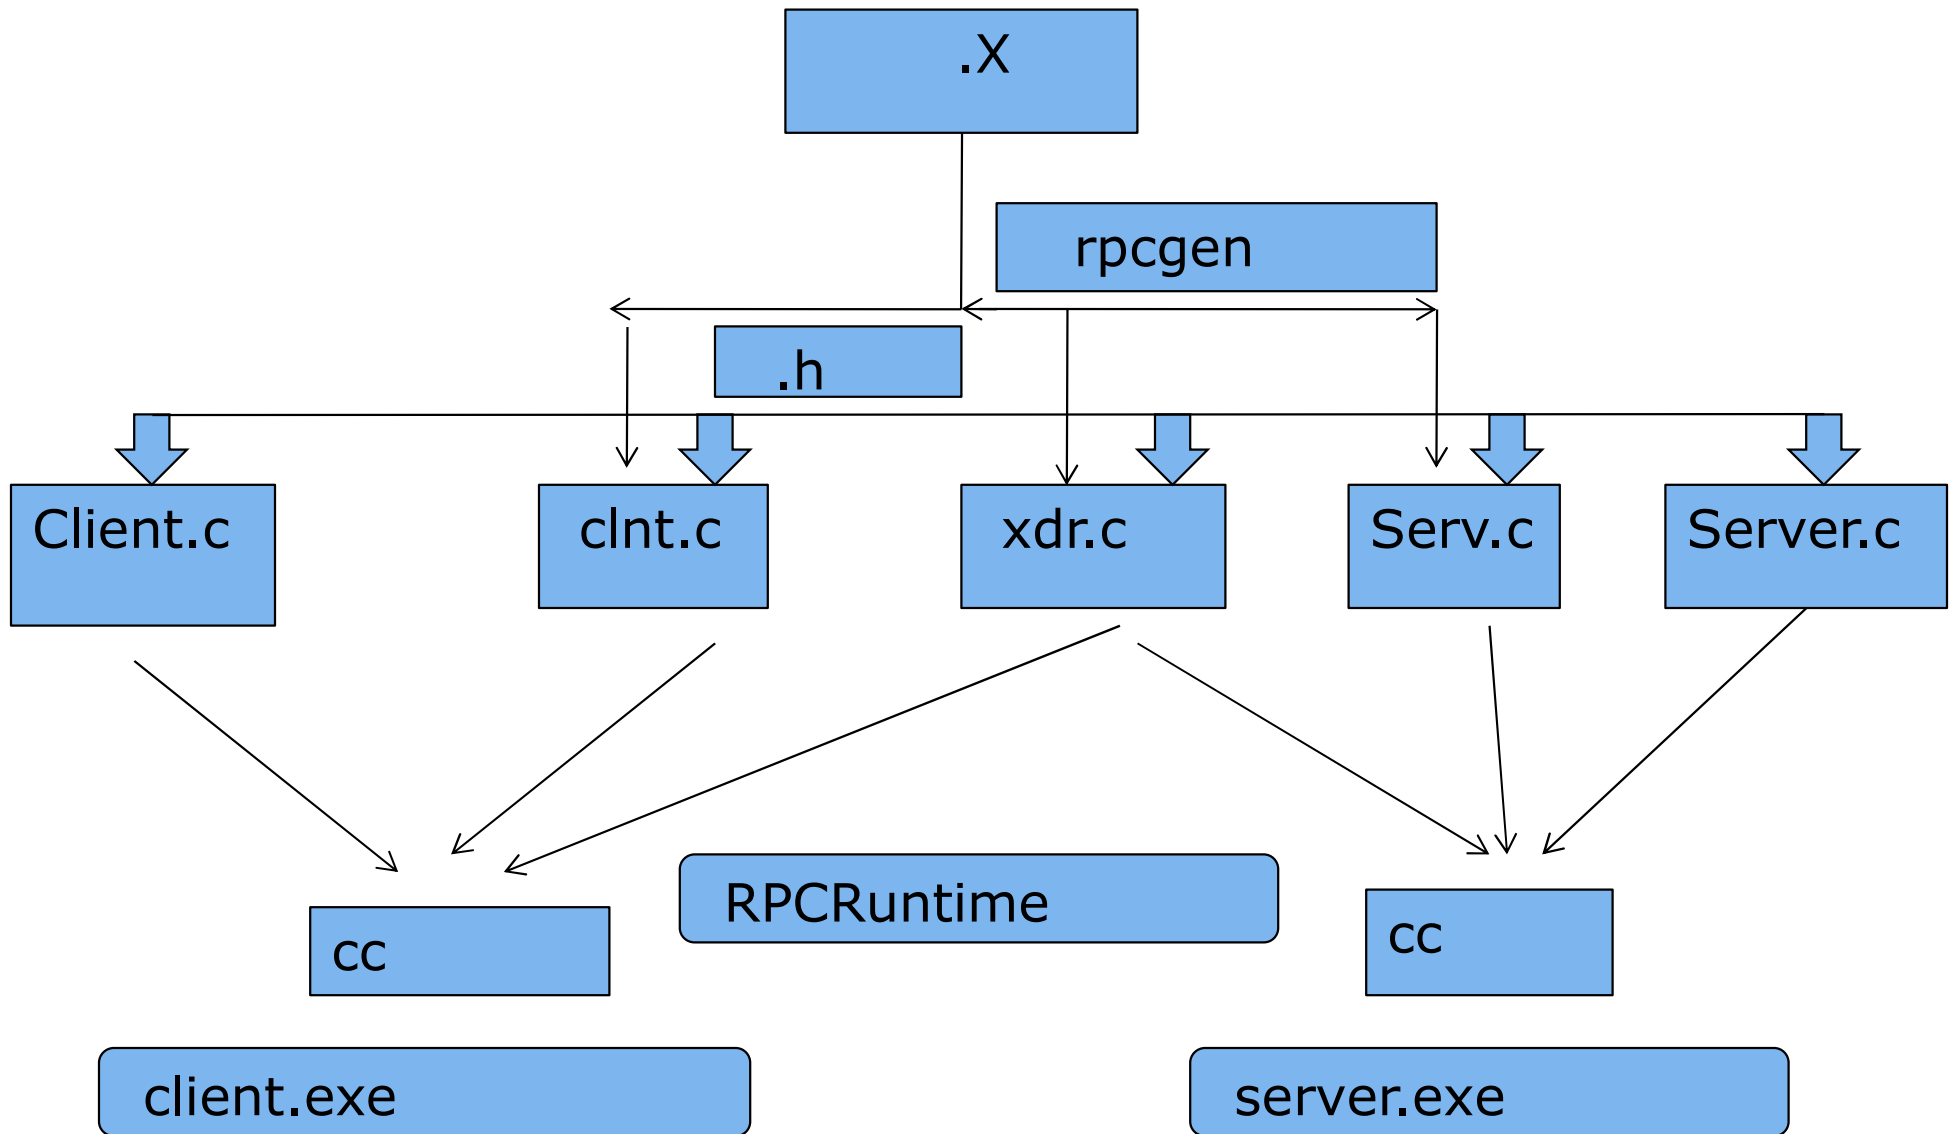 .X
rpcgen
.h
Client.c
clnt.c
xdr.c
Serv.c
Server.c
RPCRuntime
cc
cc
client.exe
server.exe